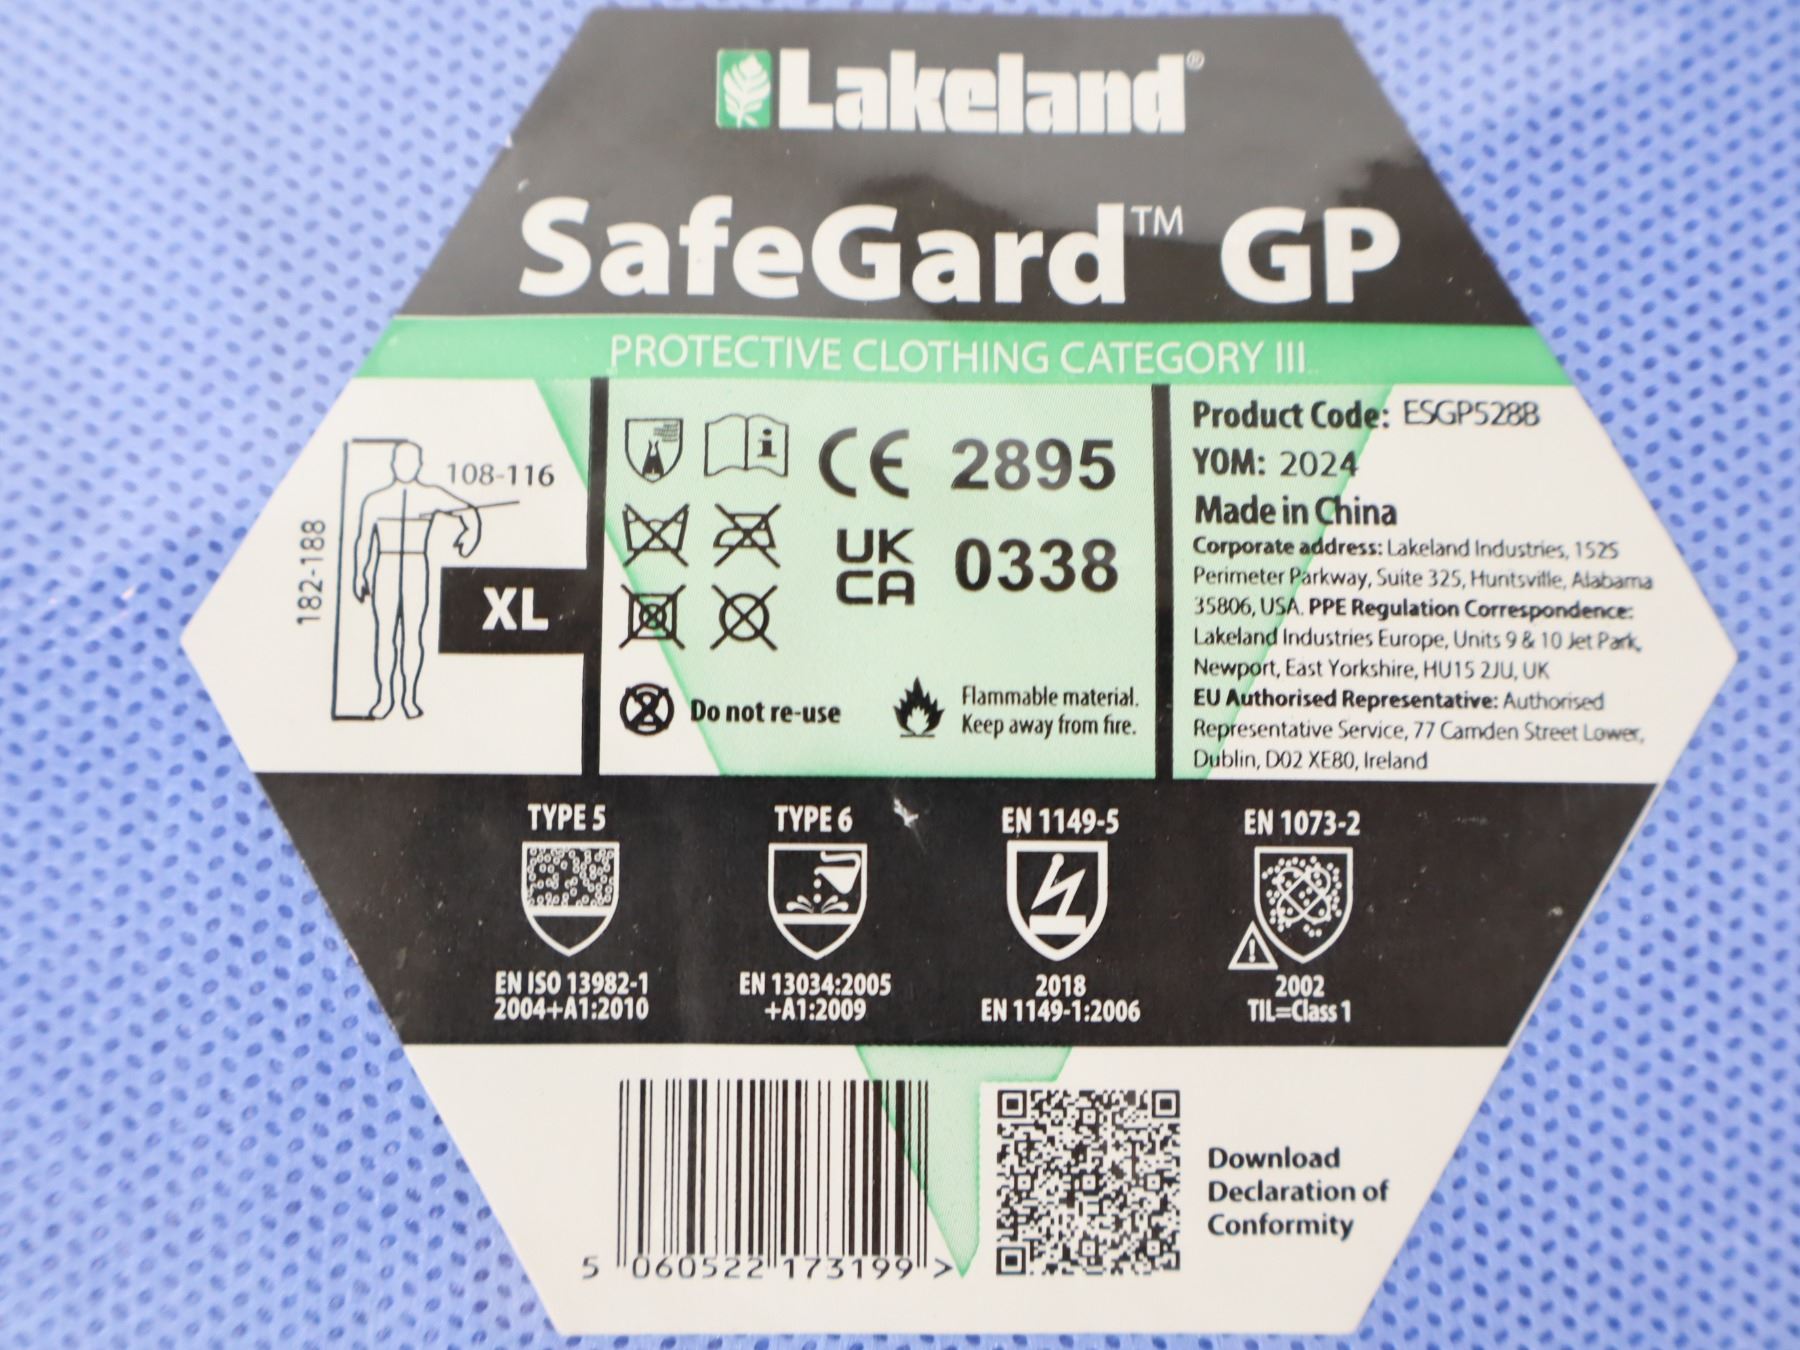 Lakeland®
SafeGard™ GP
PROTECTIVE CLOTHING CATEGORY III
108-116
182-188
XL
i
CE 2895
UK
CA 0338
Do not re-use
Flammable material.
Keep away from fire.
Product Code: ESGP528B
YOM: 2024
Made in China
Corporate address: Lakeland Industries, 1525
Perimeter Parkway, Suite 325, Huntsville, Alabama
35806, USA. PPE Regulation Correspondence:
Lakeland Industries Europe, Units 9 & 10 Jet Park,
Newport, East Yorkshire, HU15 2JU, UK
EU Authorised Representative: Authorised
Representative Service, 77 Camden Street Lower,
Dublin, D02 XE80, Ireland
TYPE 5
EN ISO 13982-1
2004+A1:2010
TYPE 6
EN 13034:2005
+A1:2009
EN 1149-5
2018
EN 1149-1:2006
EN 1073-2
2002
TIL=Class 1
5 060522 173199 >
Download
Declaration of
Conformity